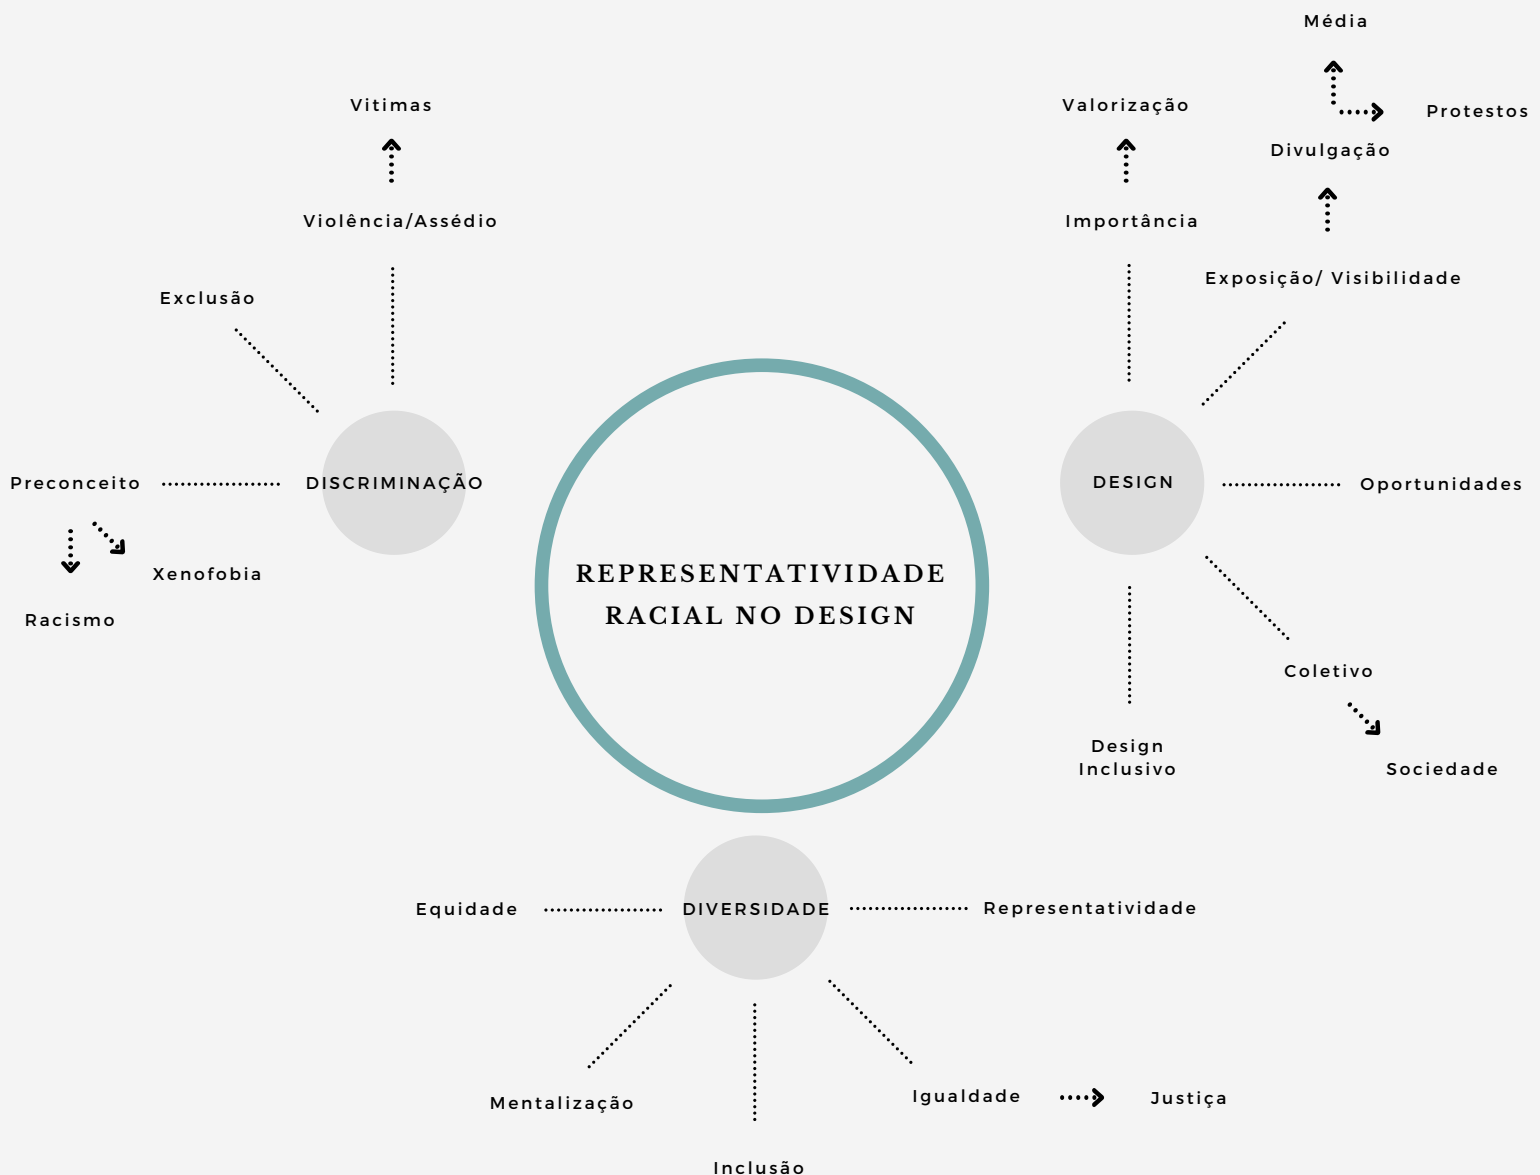 Média
Vitimas
Valorização
Protestos
Divulgação
Violência/Assédio
Importância
Exposição/ Visibilidade
Exclusão
Preconceito
DISCRIMINAÇÃO
DESIGN
Oportunidades
Xenofobia
Racismo
REPRESENTATIVIDADE
RACIAL NO DESIGN
Coletivo
Design
Inclusivo
Sociedade
Equidade
DIVERSIDADE
Representatividade
Mentalização
Igualdade
Justiça
Inclusão